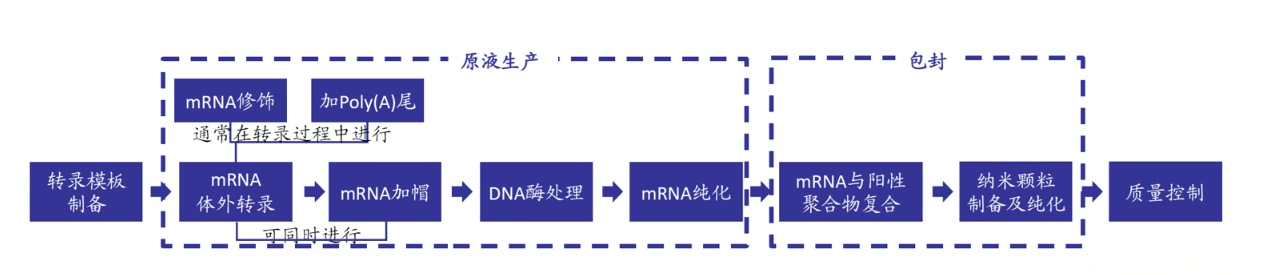 原液生产
包封
mRNA修饰
加Poly(A)尾
通常在转录过程中进行
转录模板
制备
mRNA
体外转录
mRNA加帽
DNA酶处理
mRNA纯化
mRNA与阳性
聚合物复合
纳米颗粒
制备及纯化
质量控制
可同时进行